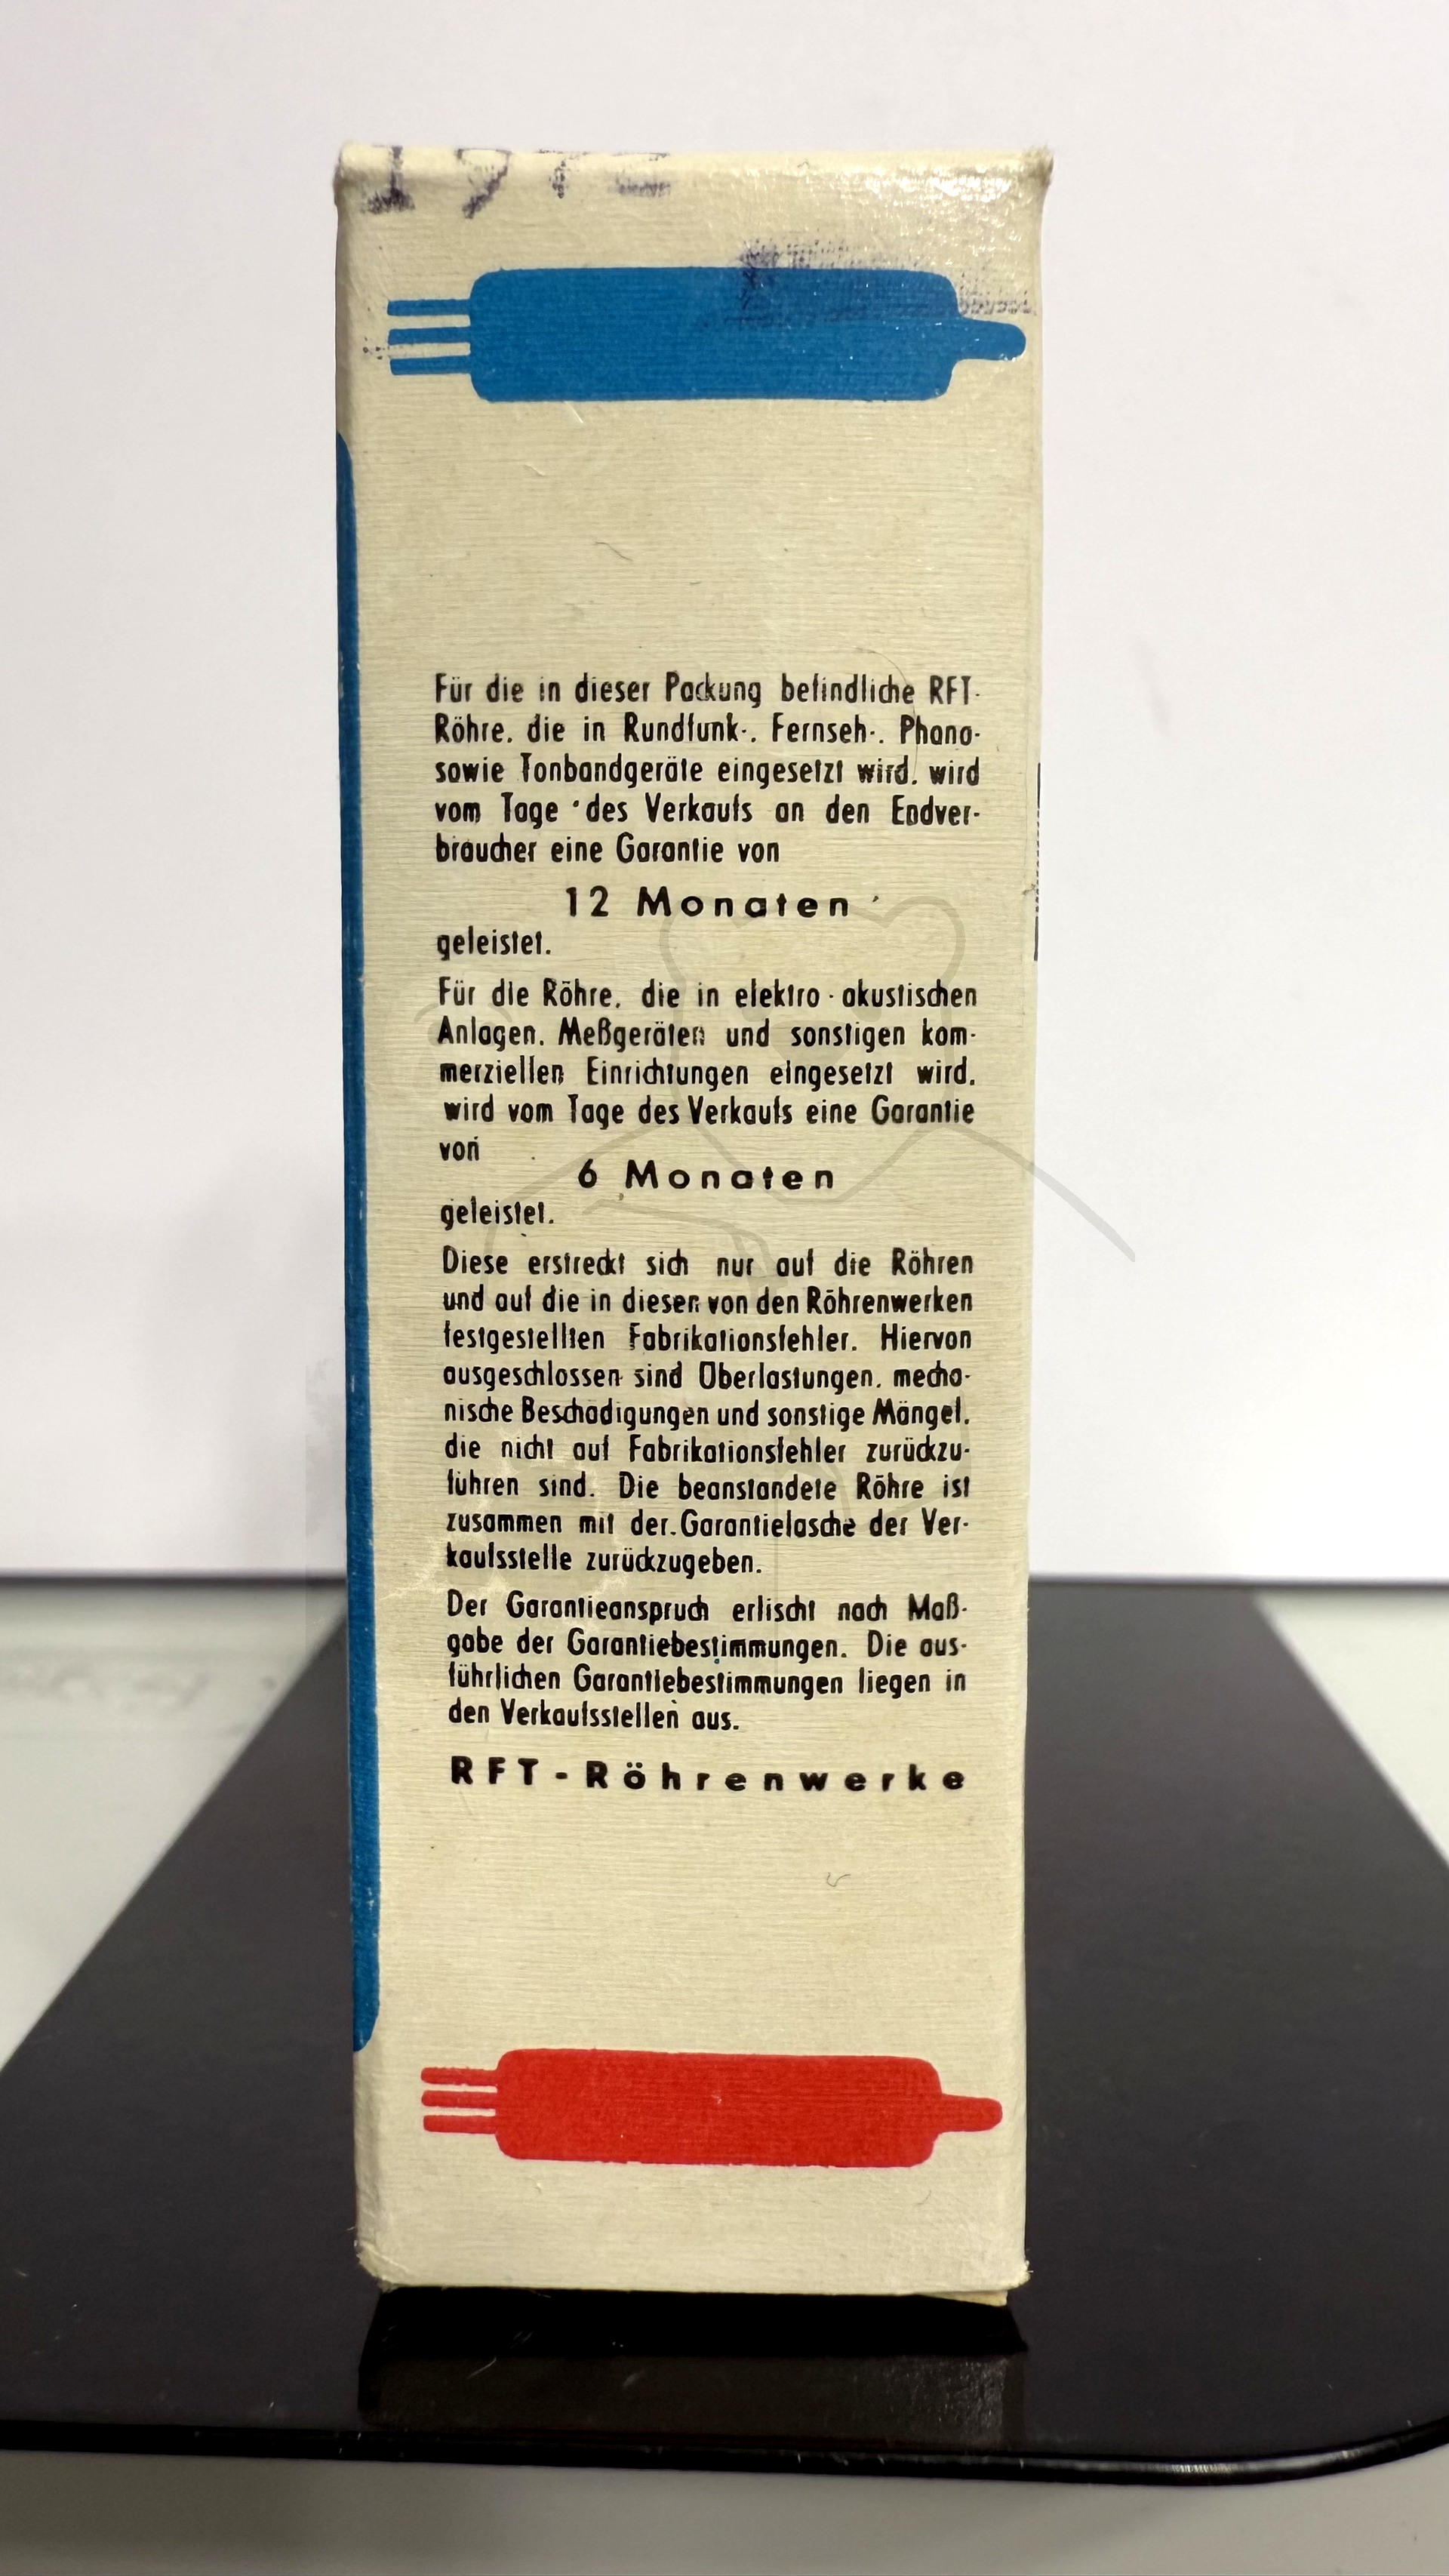 Für die in dieser Packung befindliche RFT-
Röhre, die in Rundfunk-, Fernseh-, Phono-
sowie Tonbandgeräte eingesetzt wird, wird
vom Tage des Verkaufs an den Endver-
braucher eine Garantie von
12 Monaten
geleistet.
Für die Röhre, die in elektro-akustischen
Anlagen, Meßgeräten und sonstigen kom-
merziellen Einrichtungen eingesetzt wird,
wird vom Tage des Verkaufs eine Garantie
von
6 Monaten
geleistet.
Diese erstreckt sich nur auf die Röhren
und auf die in diesen von den Röhrenwerken
festgestellten Fabrikationsfehler. Hiervon
ausgeschlossen sind Überlastungen, mecha-
nische Beschädigungen und sonstige Mängel,
die nicht auf Fabrikationsfehler zurückzu-
führen sind. Die beanstandete Röhre ist
zusammen mit der Garantielasche der Ver-
kaufsstelle zurückzugeben.
Der Garantieanspruch erlischt nach Maß-
gabe der Garantiebestimmungen. Die aus-
führlichen Garantiebestimmungen liegen in
den Verkaufsstellen aus.
RFT-Röhrenwerke